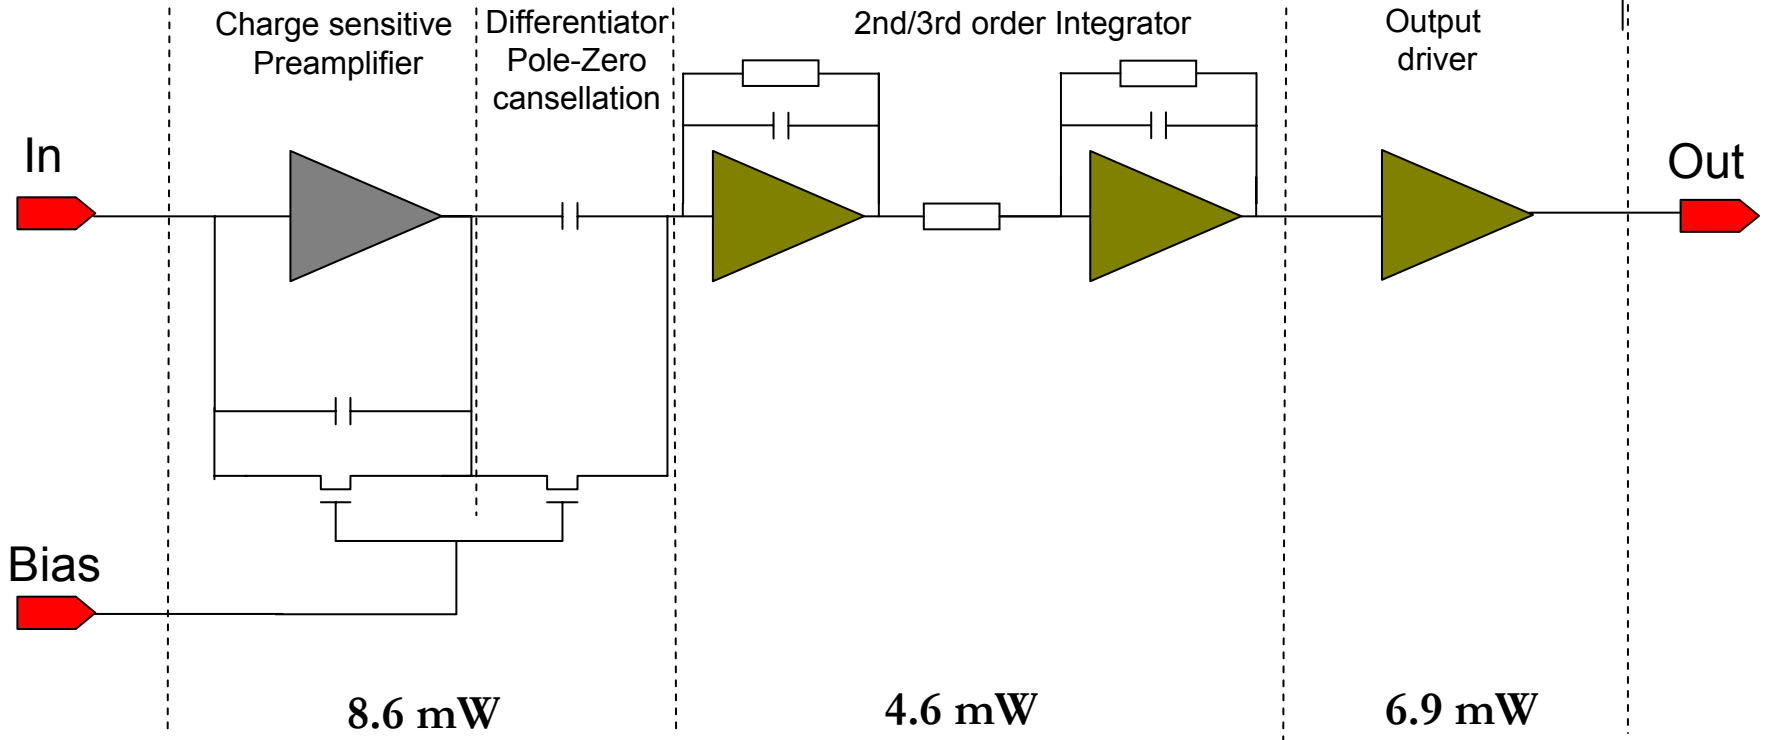 Charge sensitive
Preamplifier
Differentiator
Pole-Zero
cansellation
2nd/3rd order Integrator
Output
driver
In
Out
Bias
8.6 mW
4.6 mW
6.9 mW